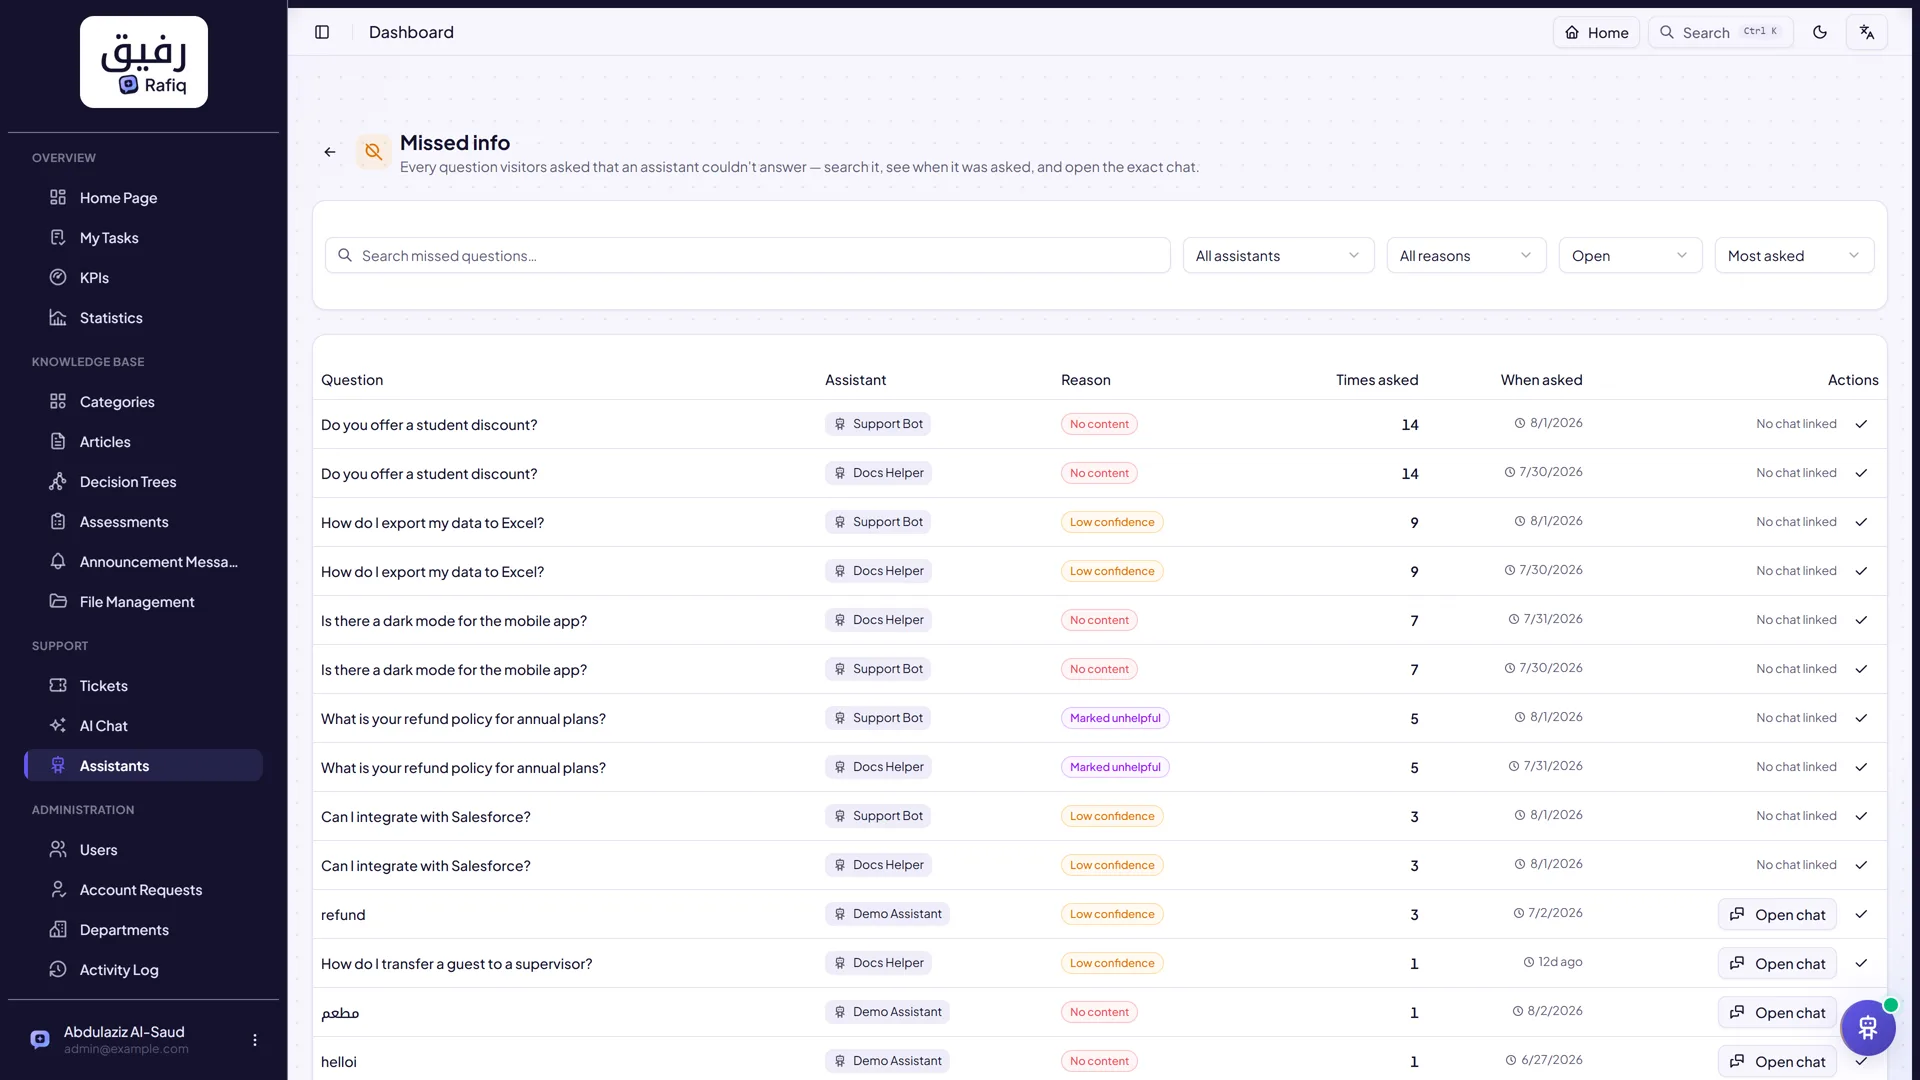 رفيق
Rafiq
OVERVIEW
Home Page
My Tasks
KPIs
Statistics
KNOWLEDGE BASE
Categories
Articles
Decision Trees
Assessments
Announcement Messa...
File Management
SUPPORT
Tickets
AI Chat
Assistants
ADMINISTRATION
Users
Account Requests
Departments
Activity Log
Abdulaziz Al-Saud
admin@example.com
Dashboard
Home
Search Ctrl K
Missed info
Every question visitors asked that an assistant couldn't answer — search it, see when it was asked, and open the exact chat.
Search missed questions...
All assistants
All reasons
Open
Most asked
Question Assistant Reason Times asked When asked Actions
Do you offer a student discount? Support Bot No content 14 8/1/2026 No chat linked
Do you offer a student discount? Docs Helper No content 14 7/30/2026 No chat linked
How do I export my data to Excel? Support Bot Low confidence 9 8/1/2026 No chat linked
How do I export my data to Excel? Docs Helper Low confidence 9 7/30/2026 No chat linked
Is there a dark mode for the mobile app? Docs Helper No content 7 7/31/2026 No chat linked
Is there a dark mode for the mobile app? Support Bot No content 7 7/30/2026 No chat linked
What is your refund policy for annual plans? Support Bot Marked unhelpful 5 8/1/2026 No chat linked
What is your refund policy for annual plans? Docs Helper Marked unhelpful 5 7/31/2026 No chat linked
Can I integrate with Salesforce? Support Bot Low confidence 3 8/1/2026 No chat linked
Can I integrate with Salesforce? Docs Helper Low confidence 3 8/1/2026 No chat linked
refund Demo Assistant Low confidence 3 7/2/2026 Open chat
How do I transfer a guest to a supervisor? Docs Helper Low confidence 1 12d ago Open chat
مطعم Demo Assistant No content 1 8/2/2026 Open chat
helloi Demo Assistant No content 1 6/27/2026 Open chat